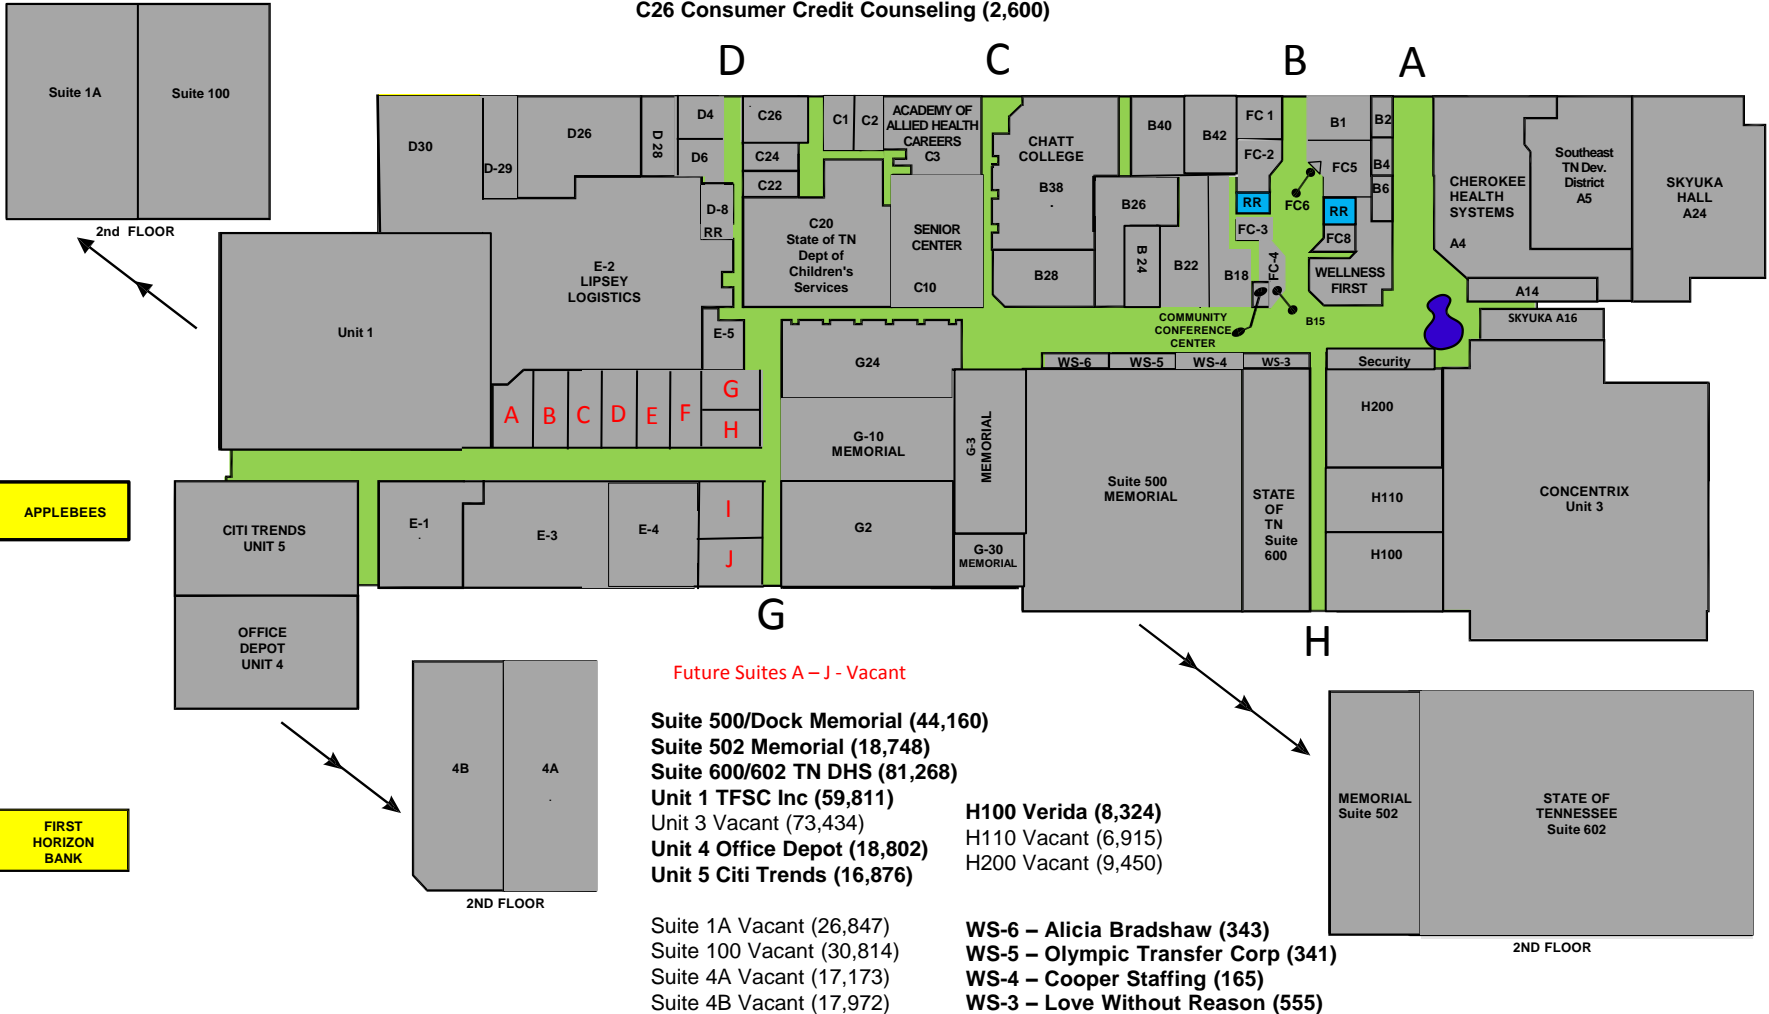 C26 Consumer Credit Counseling (2,600)
D
C
B
A
Suite 1A
Suite 100
2nd FLOOR
D30
D-29
D26
D 28
D4
D6
D-8
RR
C26
C24
C22
C1
C2
ACADEMY OF
ALLIED HEALTH
CAREERS
C3
C20
State of TN
Dept of
Children's
Services
SENIOR
CENTER
C10
CHATT
COLLEGE
B38
B28
B26
B 24
B40
B42
B22
B18
FC 1
FC-2
RR
FC-3
FC-4
FC6
B1
B2
FC5
B4
B6
RR
FC8
WELLNESS
FIRST
B15
COMMUNITY
CONFERENCE
CENTER
CHEROKEE
HEALTH
SYSTEMS
A4
Southeast
TN Dev.
District
A5
SKYUKA
HALL
A24
A14
SKYUKA A16
Unit 1
E-2
LIPSEY
LOGISTICS
E-5
A
B
C
D
E
F
G
H
G24
G-10
MEMORIAL
G-3
MEMORIAL
WS-6
WS-5
WS-4
WS-3
Security
Suite 500
MEMORIAL
STATE
OF
TN
Suite
600
H200
H110
H100
CONCENTRIX
Unit 3
APPLEBEES
CITI TRENDS
UNIT 5
E-1
E-3
E-4
I
J
G2
G-30
MEMORIAL
G
H
OFFICE
DEPOT
UNIT 4
FIRST
HORIZON
BANK
4B
4A
2ND FLOOR
Future Suites A – J - Vacant
Suite 500/Dock Memorial (44,160)
Suite 502 Memorial (18,748)
Suite 600/602 TN DHS (81,268)
Unit 1 TFSC Inc (59,811)
Unit 3 Vacant (73,434)
Unit 4 Office Depot (18,802)
Unit 5 Citi Trends (16,876)
H100 Verida (8,324)
H110 Vacant (6,915)
H200 Vacant (9,450)
Suite 1A Vacant (26,847)
Suite 100 Vacant (30,814)
Suite 4A Vacant (17,173)
Suite 4B Vacant (17,972)
WS-6 – Alicia Bradshaw (343)
WS-5 – Olympic Transfer Corp (341)
WS-4 – Cooper Staffing (165)
WS-3 – Love Without Reason (555)
MEMORIAL
Suite 502
STATE OF
TENNESSEE
Suite 602
2ND FLOOR